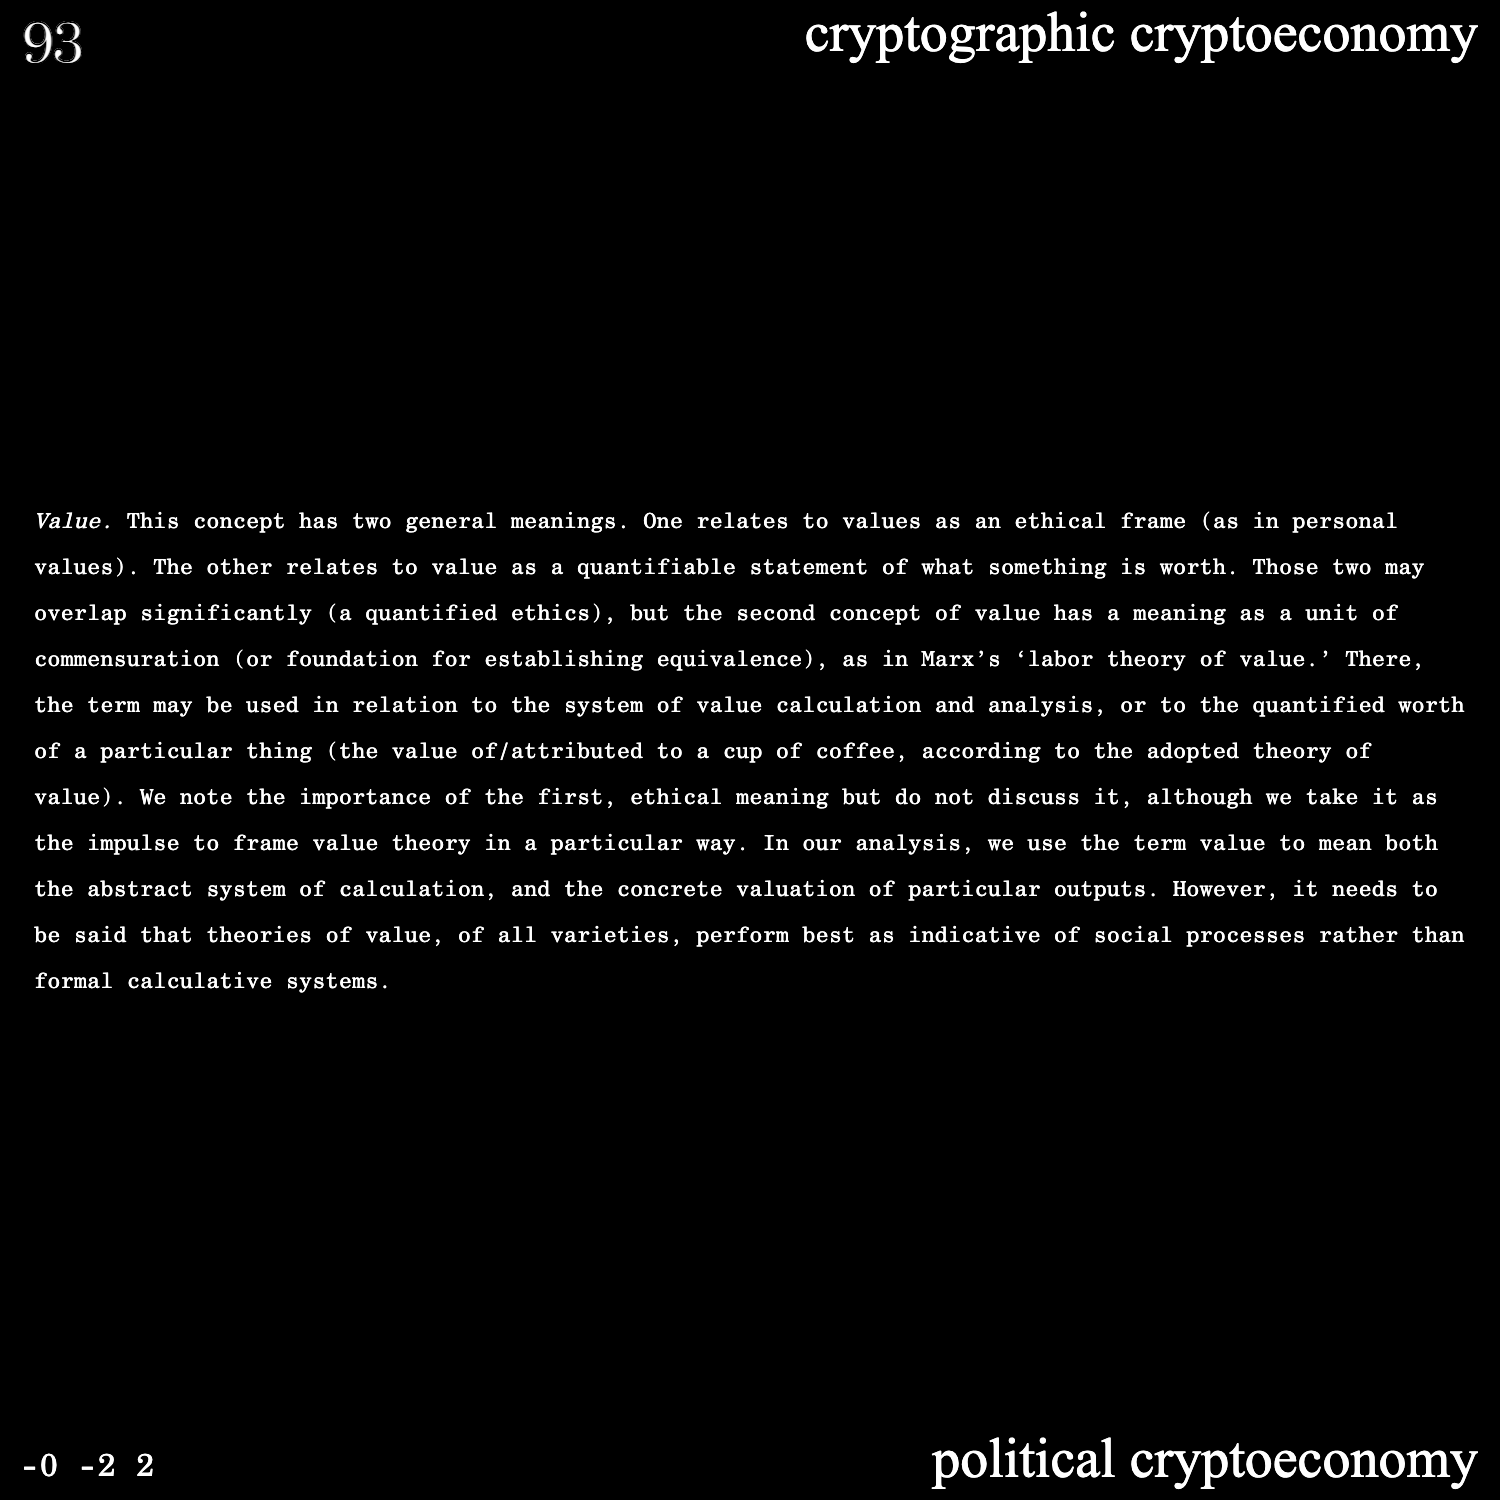 93
cryptographic cryptoeconomy
Value. This concept has two general meanings. One relates to values as an ethical frame (as in personal
values). The other relates to value as a quantifiable statement of what something is worth. Those two may
overlap significantly (a quantified ethics), but the second concept of value has a meaning as a unit of
commensuration (or foundation for establishing equivalence), as in Marx’s ‘labor theory of value.’ There,
the term may be used in relation to the system of value calculation and analysis, or to the quantified worth
of a particular thing (the value of/attributed to a cup of coffee, according to the adopted theory of
value). We note the importance of the first, ethical meaning but do not discuss it, although we take it as
the impulse to frame value theory in a particular way. In our analysis, we use the term value to mean both
the abstract system of calculation, and the concrete valuation of particular outputs. However, it needs to
be said that theories of value, of all varieties, perform best as indicative of social processes rather than
formal calculative systems.
-0 -2 2
political cryptoeconomy